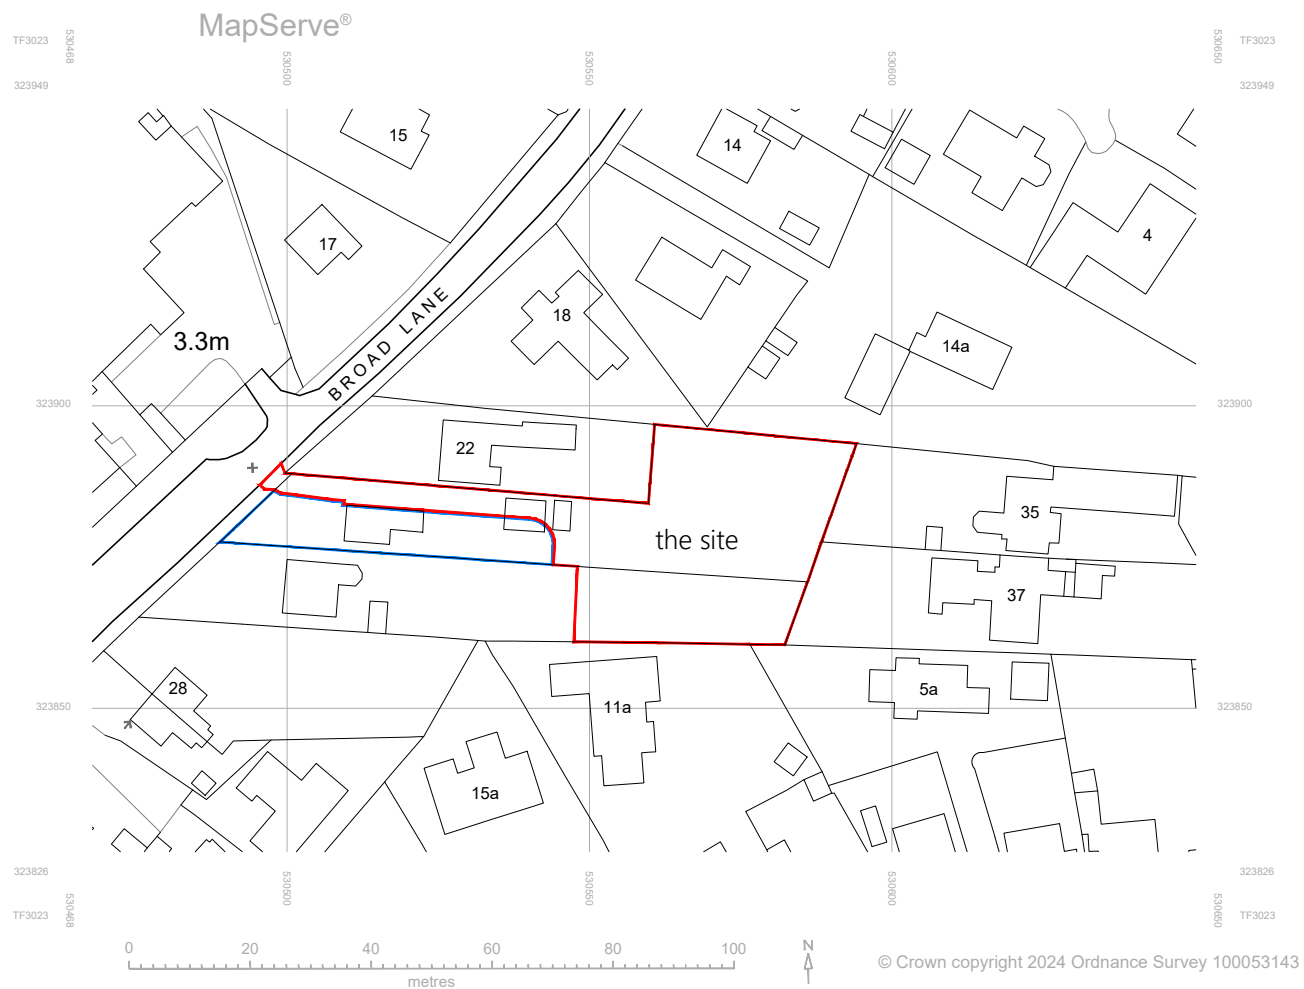 MapServe®
TF3023
530468
530500
530550
530600
530650
TF3023
323949
323949
15
14
17
4
18
BROAD LANE
3.3m
14a
323900
323900
22
35
the site
37
28
5a
11a
323850
323850
15a
323826
323826
530468
530500
530550
530600
530650
TF3023
TF3023
0 20 40 60 80 100
metres
N
© Crown copyright 2024 Ordnance Survey 100053143